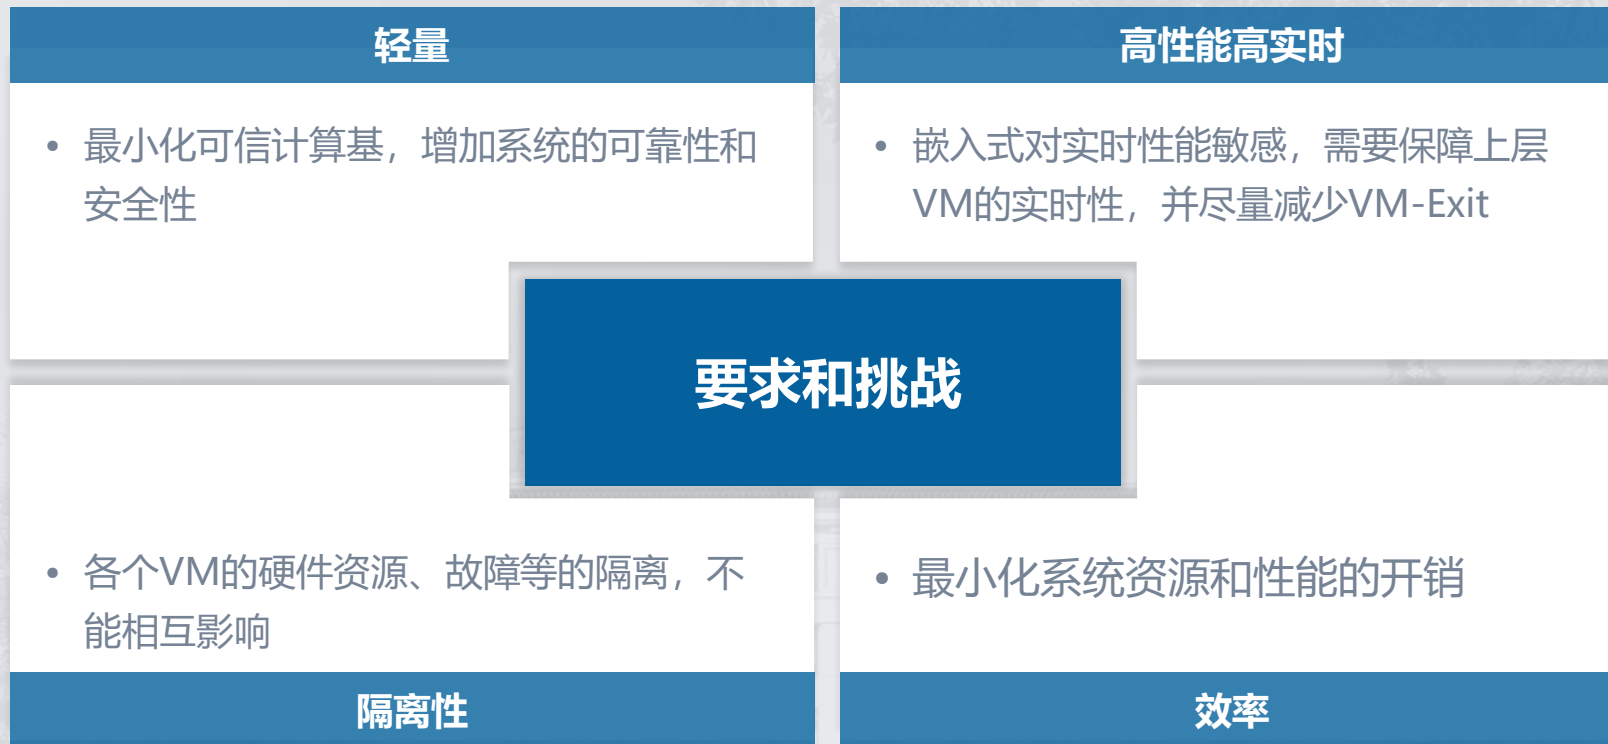 轻量
• 最小化可信计算基，增加系统的可靠性和
安全性
高性能高实时
• 嵌入式对实时性能敏感，需要保障上层
VM的实时性，并尽量减少VM-Exit
要求和挑战
• 各个VM的硬件资源、故障等的隔离，不
能相互影响
隔离性
• 最小化系统资源和性能的开销
效率